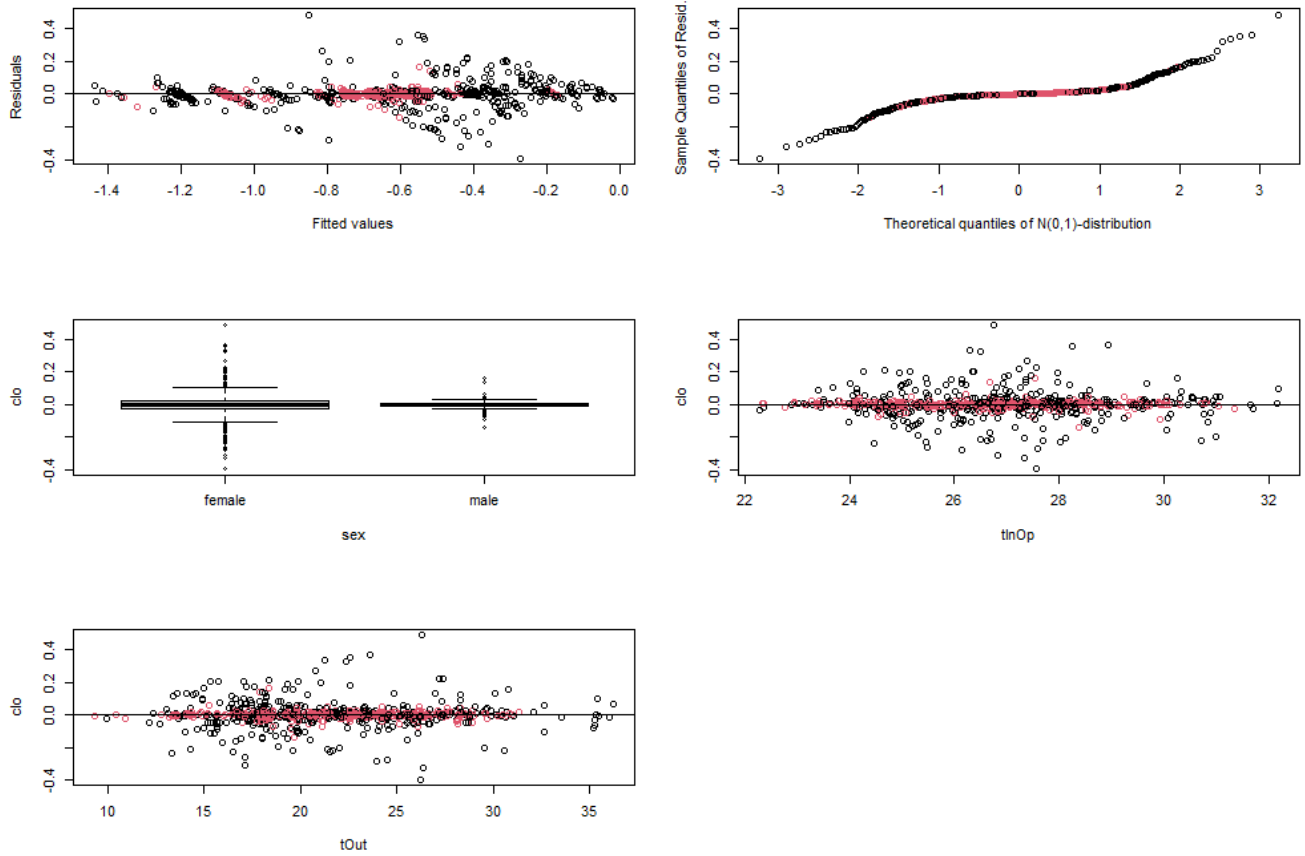 Residuals
0.4
0.2
0.0
-0.4
-1.4 -1.2 -1.0 -0.8 -0.6 -0.4 -0.2 0.0
Fitted values
Sample Quantiles of Resid.
0.4
0.2
0.0
-0.4
-3 -2 -1 0 1 2 3
Theoretical quantiles of N(0,1)-distribution
clo
0.4
0.2
0.0
-0.4
female male
sex
clo
0.4
0.2
0.0
-0.4
22 24 26 28 30 32
tInOp
clo
0.4
0.2
0.0
-0.4
10 15 20 25 30 35
tOut